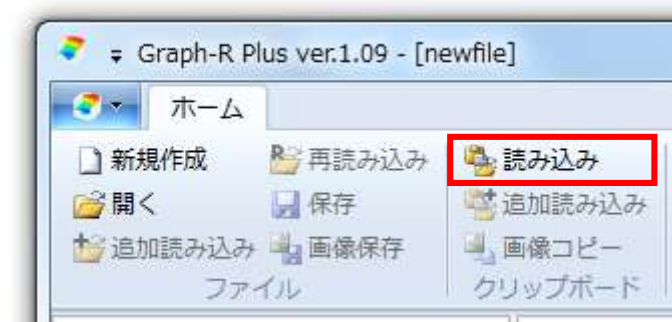 Graph-R Plus ver.1.09 - [newfile]
ホーム
新規作成 再読み込み 読み込み
開く 保存 追加読み込み
追加読み込み 画像保存 画像コピー
ファイル クリップボード